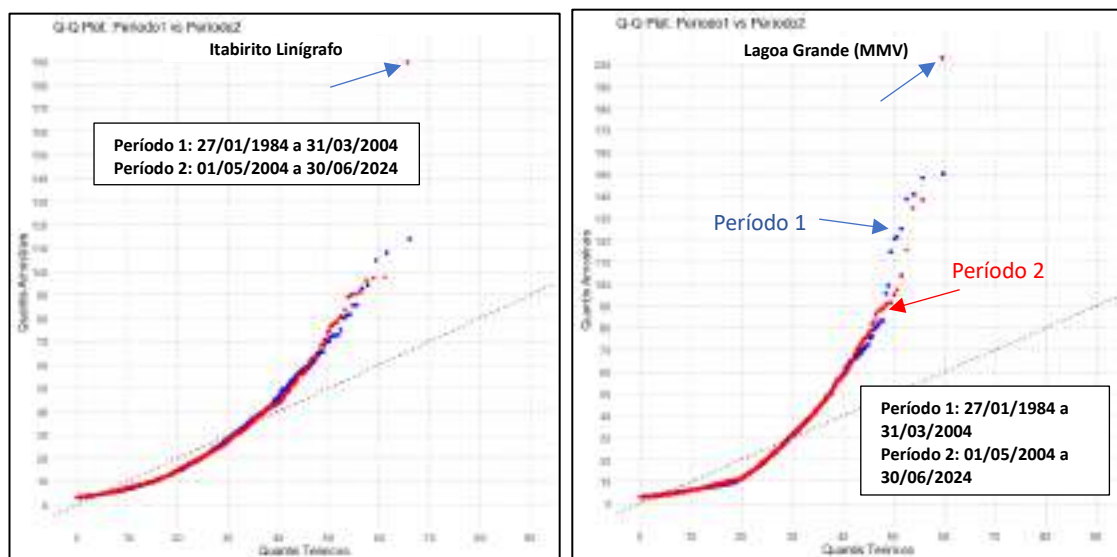 Q-Q Plot: Periodo1 vs Periodo2
Itabirito Linígrafo
Período 1: 27/01/1984 a 31/03/2004
Período 2: 01/05/2004 a 30/06/2024
Quantis Amostrais
Quantis Teóricos
Q-Q Plot: Periodo1 vs Periodo2
Lagoa Grande (MMV)
Período 1
Período 2
Período 1: 27/01/1984 a
31/03/2004
Período 2: 01/05/2004 a
30/06/2024
Quantis Amostrais
Quantis Teóricos